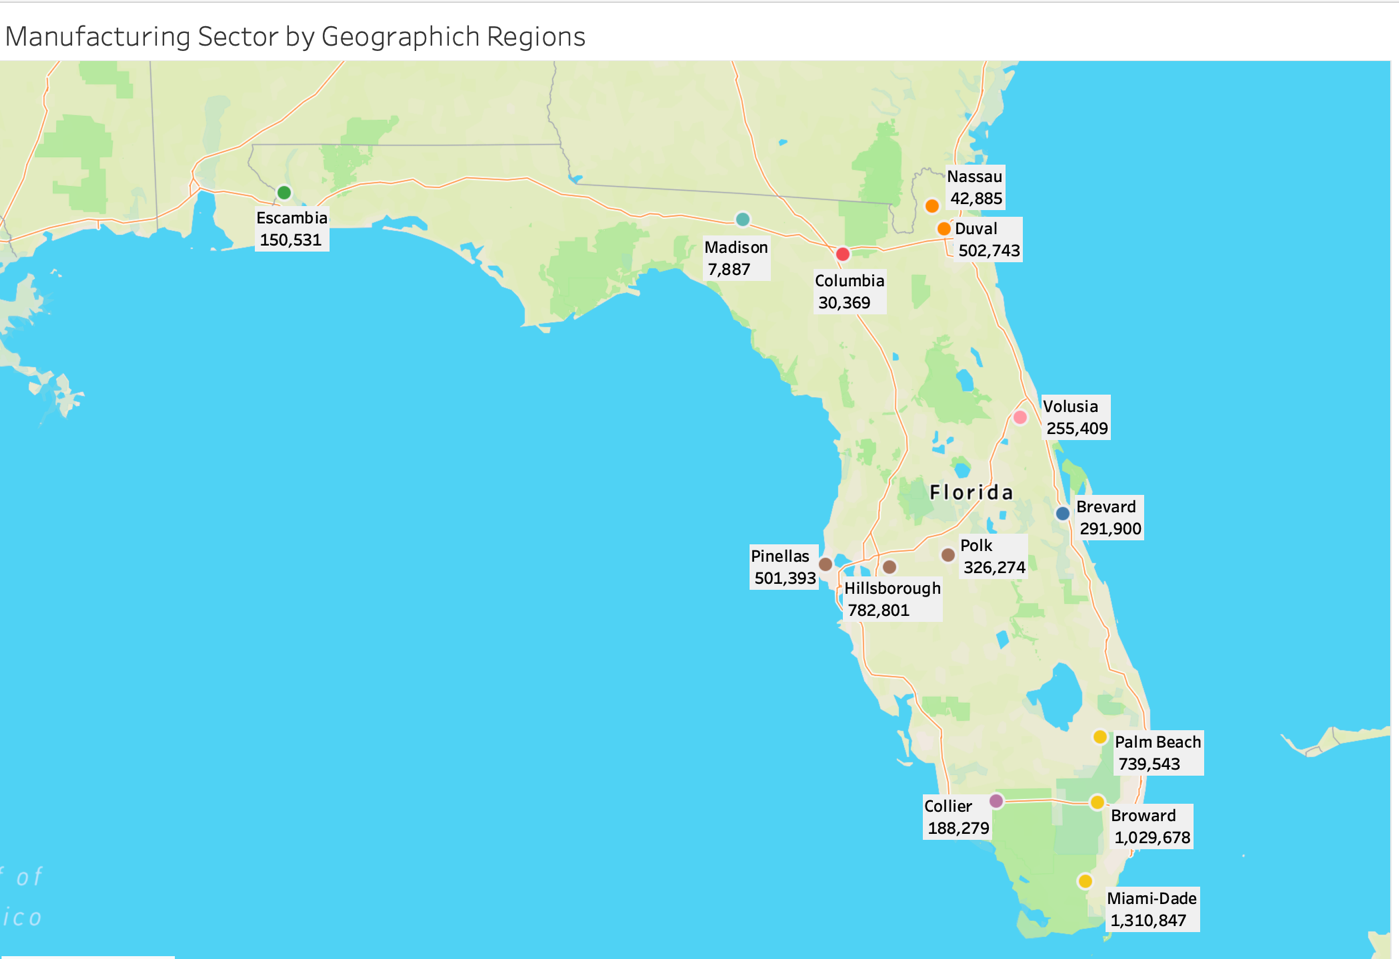 Manufacturing Sector by Geographich Regions
Nassau
42,885
Escambia
150,531
Duval
502,743
Madison
7,887
Columbia
30,369
Volusia
255,409
Florida
Brevard
291,900
Polk
326,274
Pinellas
501,393
Hillsborough
782,801
Palm Beach
739,543
Collier
188,279
Broward
1,029,678
of
ico
Miami-Dade
1,310,847